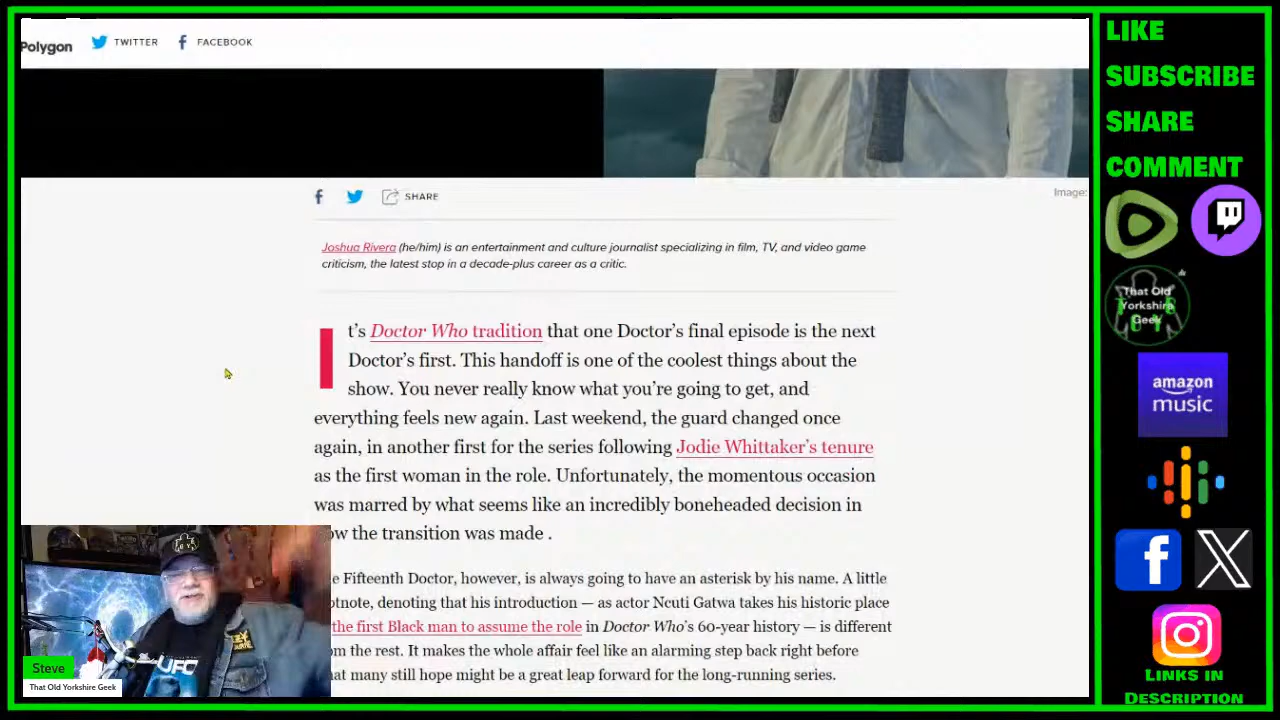 Polygon
TWITTER
FACEBOOK
SHARE
Image:
Joshua Rivera (he/him) is an entertainment and culture journalist specializing in film, TV, and video game
criticism, the latest stop in a decade-plus career as a critic.
It's Doctor Who tradition that one Doctor's final episode is the next
Doctor's first. This handoff is one of the coolest things about the
show. You never really know what you're going to get, and
everything feels new again. Last weekend, the guard changed once
again, in another first for the series following Jodie Whittaker's tenure
as the first woman in the role. Unfortunately, the momentous occasion
was marred by what seems like an incredibly boneheaded decision in
ow the transition was made .
e Fifteenth Doctor, however, is always going to have an asterisk by his name. A little
otnote, denoting that his introduction — as actor Ncuti Gatwa takes his historic place
the first Black man to assume the role in Doctor Who's 60-year history — is different
om the rest. It makes the whole affair feel like an alarming step back right before
at many still hope might be a great leap forward for the long-running series.
UFC
Steve
That Old Yorkshire Geek
LIKE
SUBSCRIBE
SHARE
COMMENT
That Old
Yorkshire
Geek
amazon
music
LINKS IN
DESCRIPTION